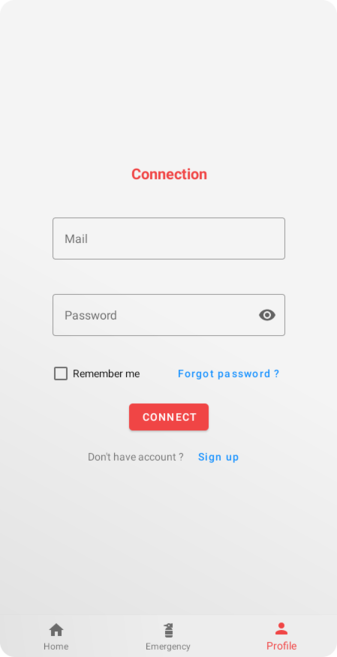 Connection
Mail
Password
Remember me Forgot password ?
CONNECT
Don't have account ? Sign up
Home Emergency Profile